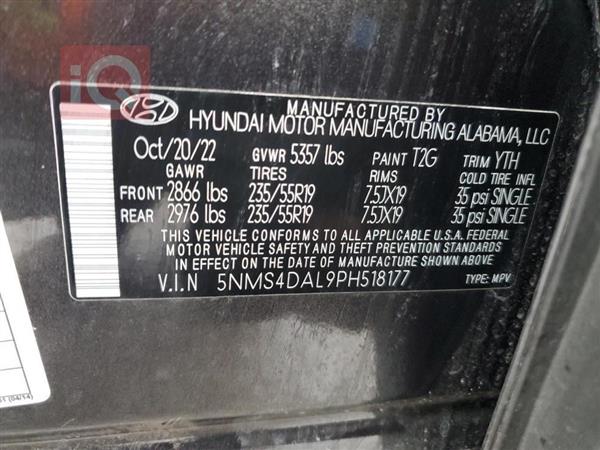 iQ
MANUFACTURED BY
HYUNDAI MOTOR MANUFACTURING ALABAMA, LLC
Oct/20/22 GVWR 5357 lbs PAINT T2G TRIM YTH
GAWR TIRES RIMS COLD TIRE INFL
FRONT 2866 lbs 235/55R19 7.5JX19 35 psi SINGLE
REAR 2976 lbs 235/55R19 7.5JX19 35 psi SINGLE
THIS VEHICLE CONFORMS TO ALL APPLICABLE U.S.A. FEDERAL
MOTOR VEHICLE SAFETY AND THEFT PREVENTION STANDARDS
IN EFFECT ON THE DATE OF MANUFACTURE SHOWN ABOVE.
V.I.N 5NMS4DAL9PH518177 TYPE: MPV
(04/14)